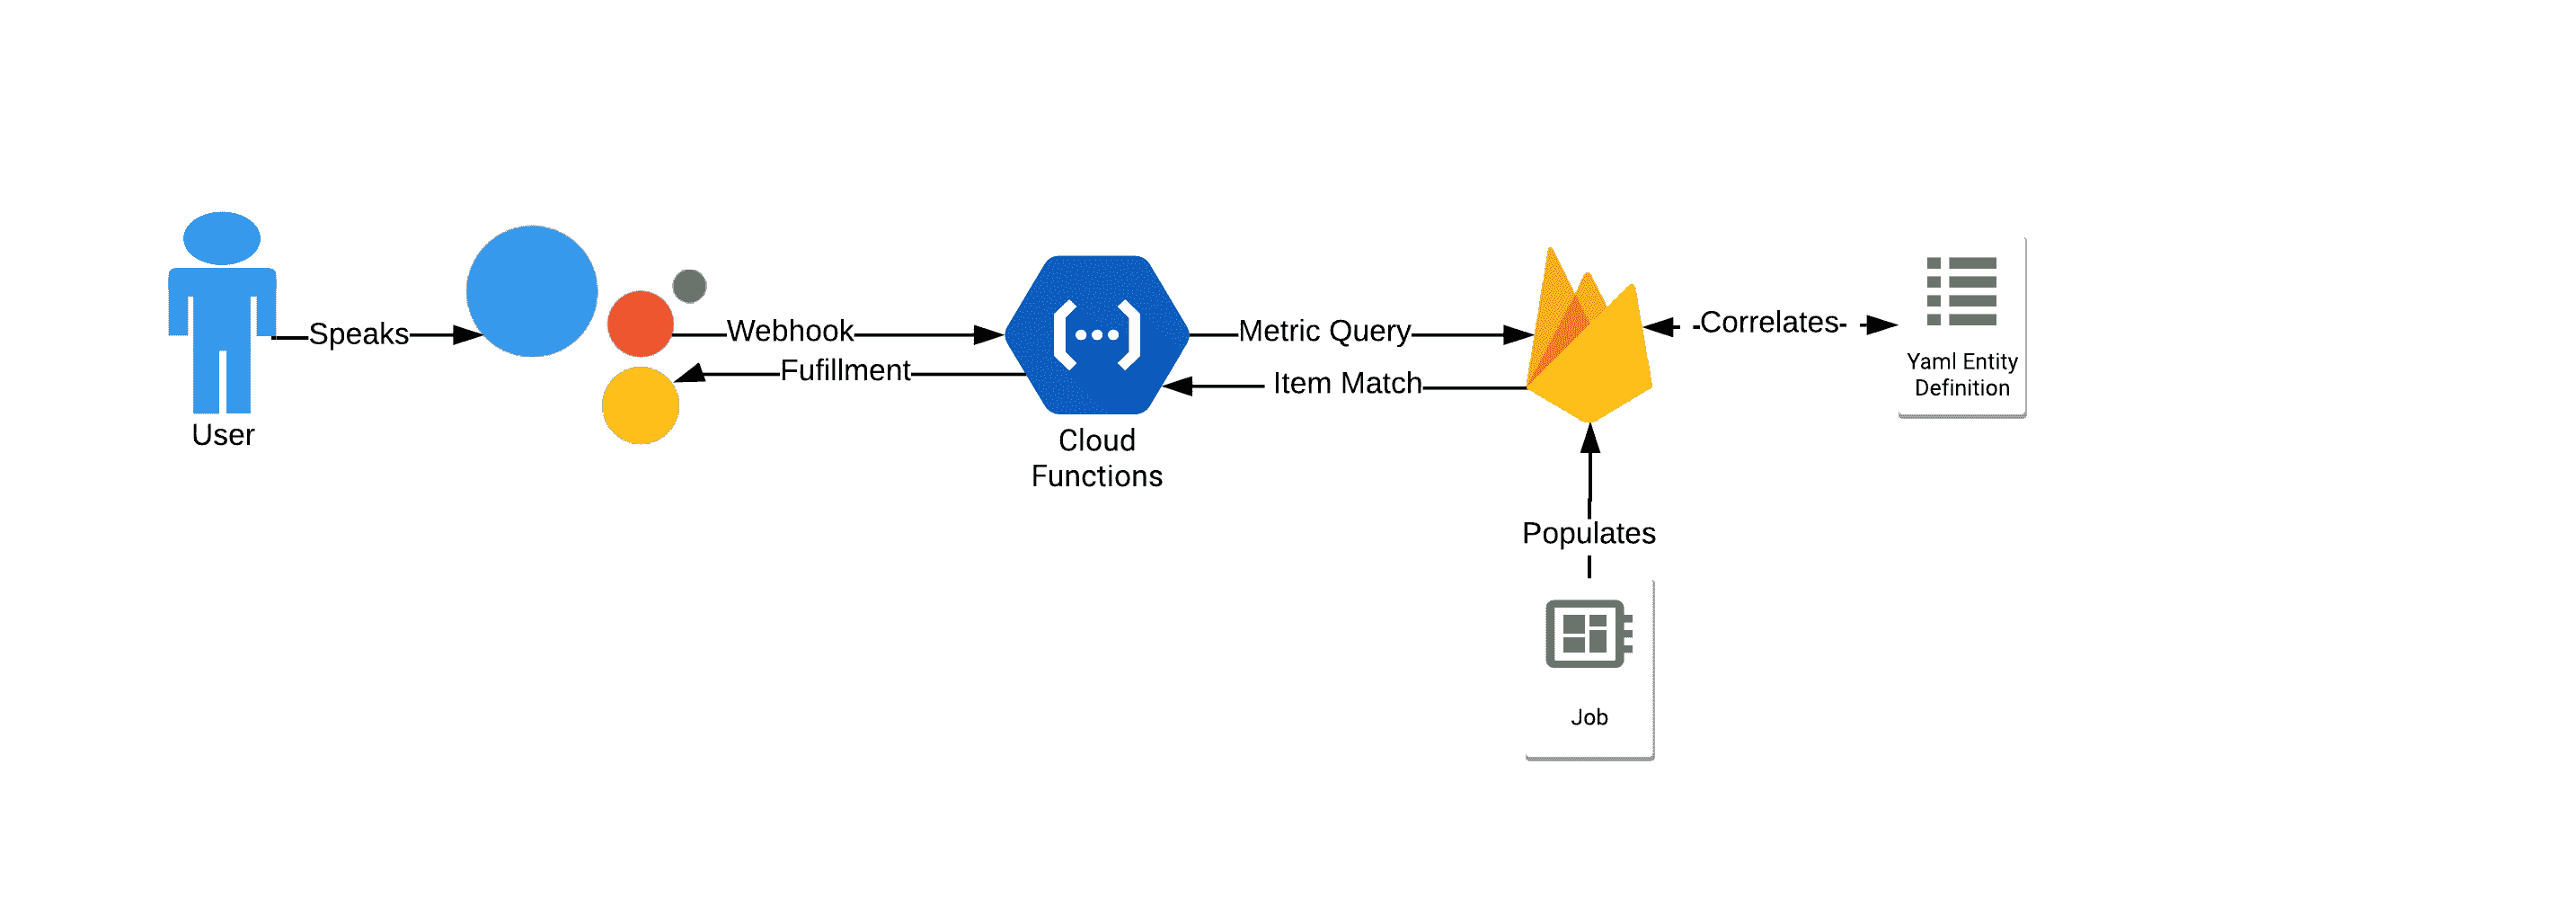 User
Speaks
Webhook
Fufillment
Cloud
Functions
Metric Query
Item Match
Correlates
Yaml Entity
Definition
Populates
Job